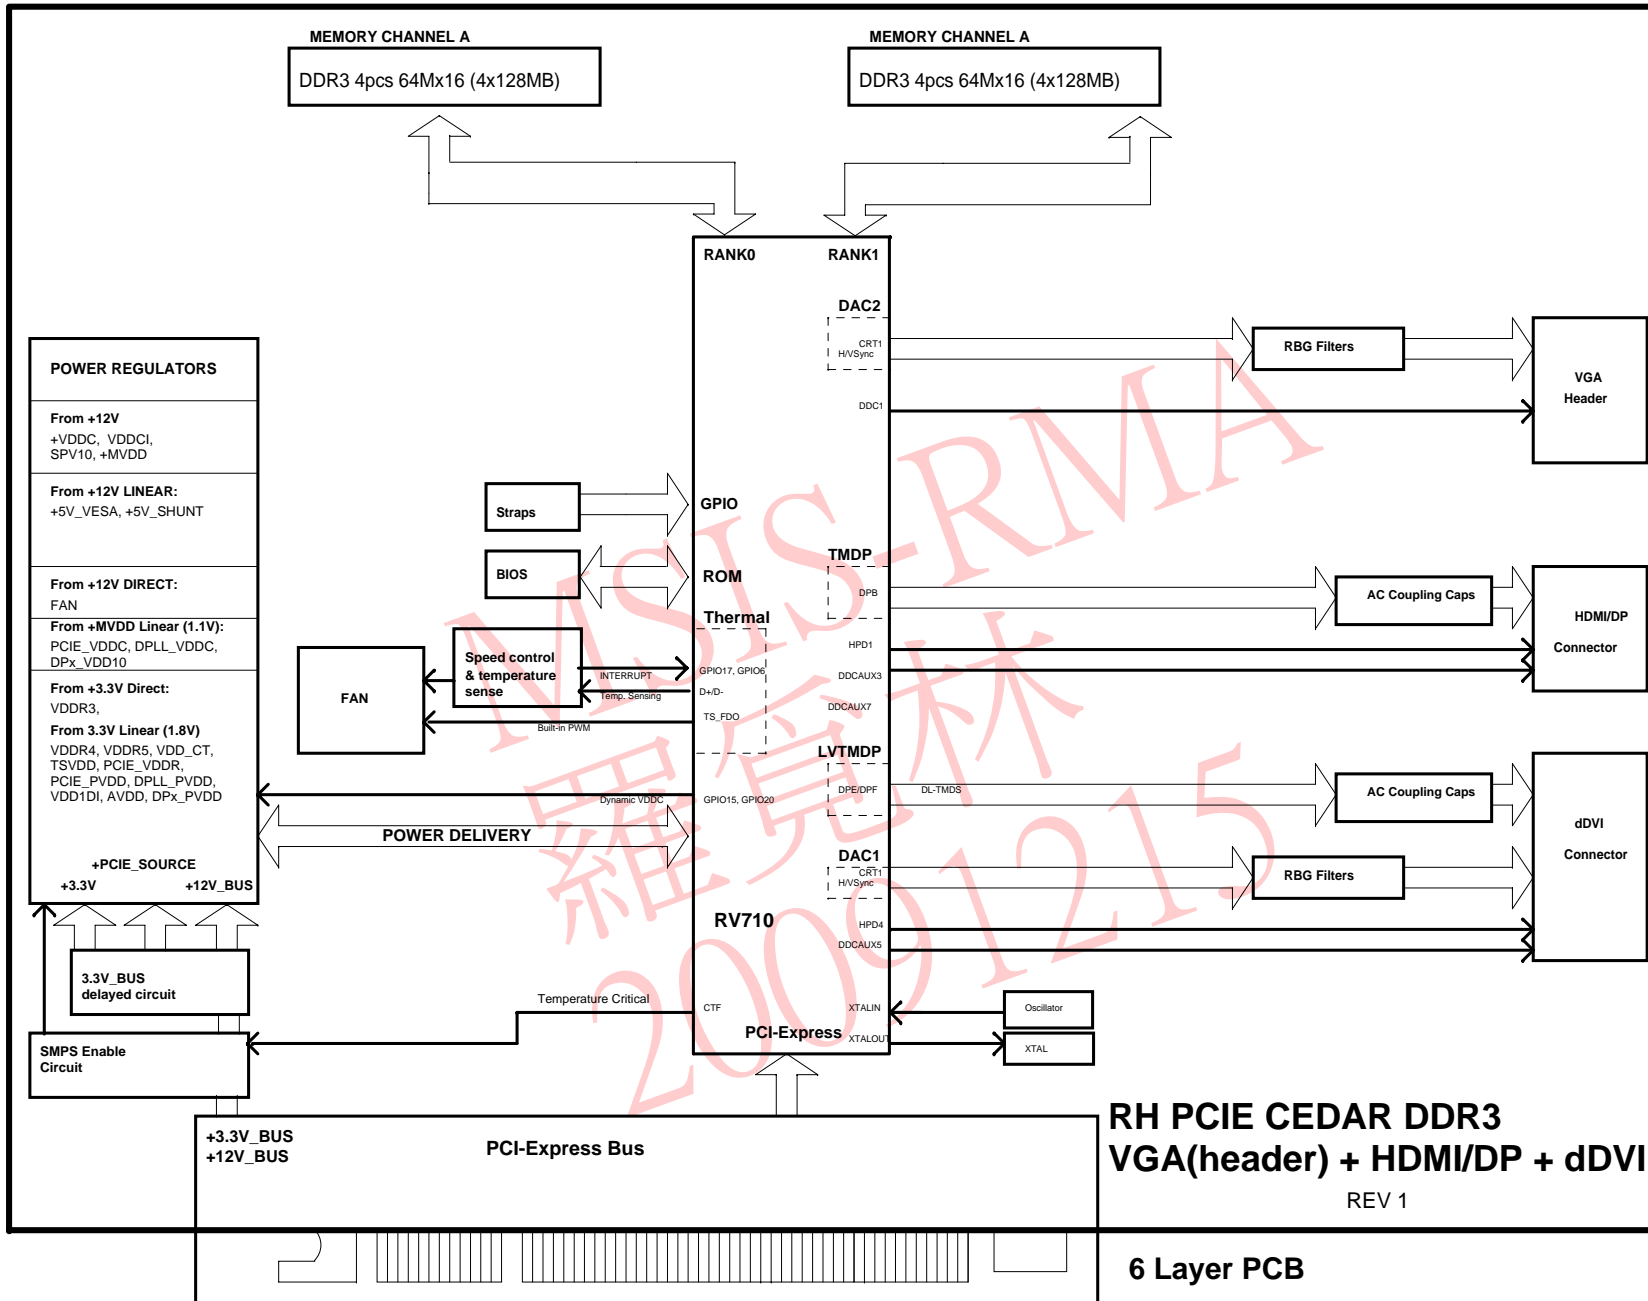 MEMORY CHANNEL A
DDR3 4pcs 64Mx16 (4x128MB)
MEMORY CHANNEL A
DDR3 4pcs 64Mx16 (4x128MB)
RANK0
RANK1
DAC2
CRT1
H/VSync
DDC1
RBG Filters
VGA
Header
POWER REGULATORS
From +12V
+VDDC, VDDCI,
SPV10, +MVDD
From +12V LINEAR:
+5V_VESA, +5V_SHUNT
From +12V DIRECT:
FAN
From +MVDD Linear (1.1V):
PCIE_VDDC, DPLL_VDDC,
DPx_VDD10
From +3.3V Direct:
VDDR3,
From 3.3V Linear (1.8V)
VDDR4, VDDR5, VDD_CT,
TSVDD, PCIE_VDDR,
PCIE_PVDD, DPLL_PVDD,
VDD1DI, AVDD, DPx_PVDD
+PCIE_SOURCE
+3.3V
+12V_BUS
Straps
GPIO
BIOS
ROM
Thermal
Speed control
& temperature
sense
FAN
INTERRUPT
Temp. Sensing
Built-in PWM
GPIO17, GPIO6
D+/D-
TS_FDO
TMDP
DPB
HPD1
DDCAUX3
DDCAUX7
AC Coupling Caps
HDMI/DP
Connector
LVTMDP
DPE/DPF
DL-TMDS
AC Coupling Caps
dDVI
Connector
Dynamic VDDC
GPIO15, GPIO20
POWER DELIVERY
DAC1
CRT1
H/VSync
RBG Filters
HPD4
DDCAUX5
RV710
3.3V_BUS
delayed circuit
SMPS Enable
Circuit
Temperature Critical
CTF
XTALIN
PCI-Express
XTALOUT
Oscillator
XTAL
+3.3V_BUS
+12V_BUS
PCI-Express Bus
RH PCIE CEDAR DDR3
VGA(header) + HDMI/DP + dDVI
REV 1
6 Layer PCB
MSIS-RMA
羅覓林
20091215